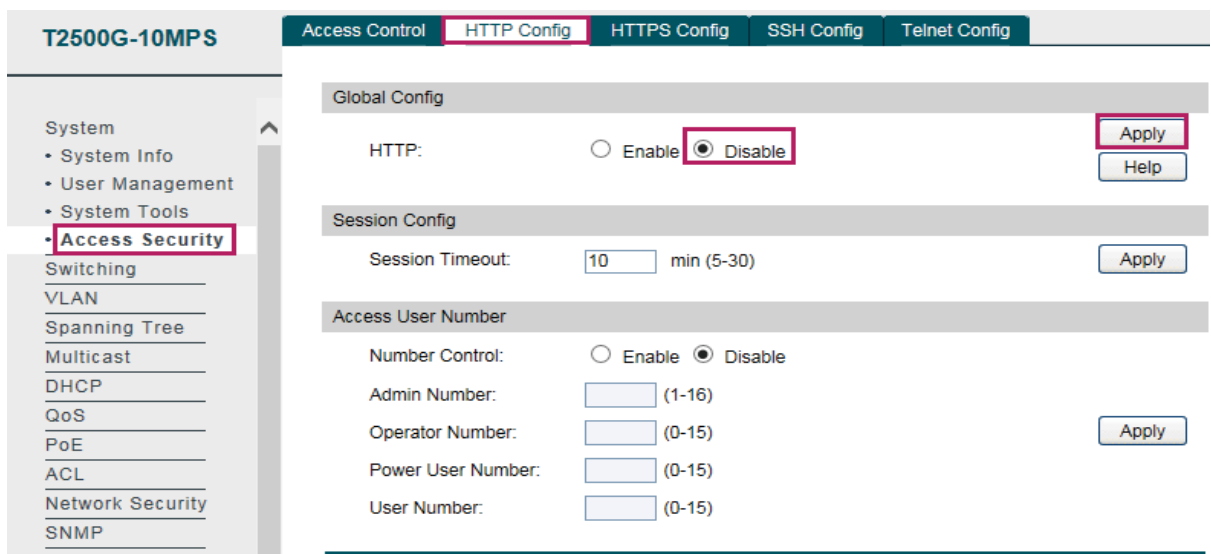 T2500G-10MPS
Access Control HTTP Config HTTPS Config SSH Config Telnet Config
System
• System Info
• User Management
• System Tools
• Access Security
Switching
VLAN
Spanning Tree
Multicast
DHCP
QoS
PoE
ACL
Network Security
SNMP
Global Config
HTTP: Enable Disable
Apply
Help
Session Config
Session Timeout: 10 min (5-30) Apply
Access User Number
Number Control: Enable Disable
Admin Number: (1-16)
Operator Number: (0-15) Apply
Power User Number: (0-15)
User Number: (0-15)